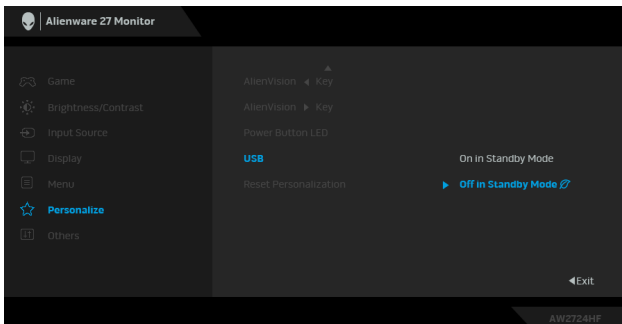 Alienware 27 Monitor
Game
AlienVision ◀ Key
Brightness/Contrast
AlienVision ▶ Key
Input Source
Power Button LED
Display
USB
On in Standby Mode
Menu
Reset Personalization
Off in Standby Mode
Personalize
Others
Exit
AW2724HF